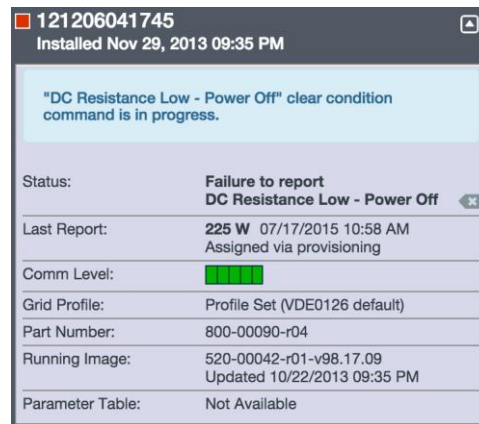 121206041745
Installed Nov 29, 2013 09:35 PM
"DC Resistance Low - Power Off" clear condition
command is in progress.
Status: Failure to report
DC Resistance Low - Power Off
Last Report: 225 W 07/17/2015 10:58 AM
Assigned via provisioning
Comm Level:
Grid Profile: Profile Set (VDE0126 default)
Part Number: 800-00090-r04
Running Image: 520-00042-r01-v98.17.09
Updated 10/22/2013 09:35 PM
Parameter Table: Not Available